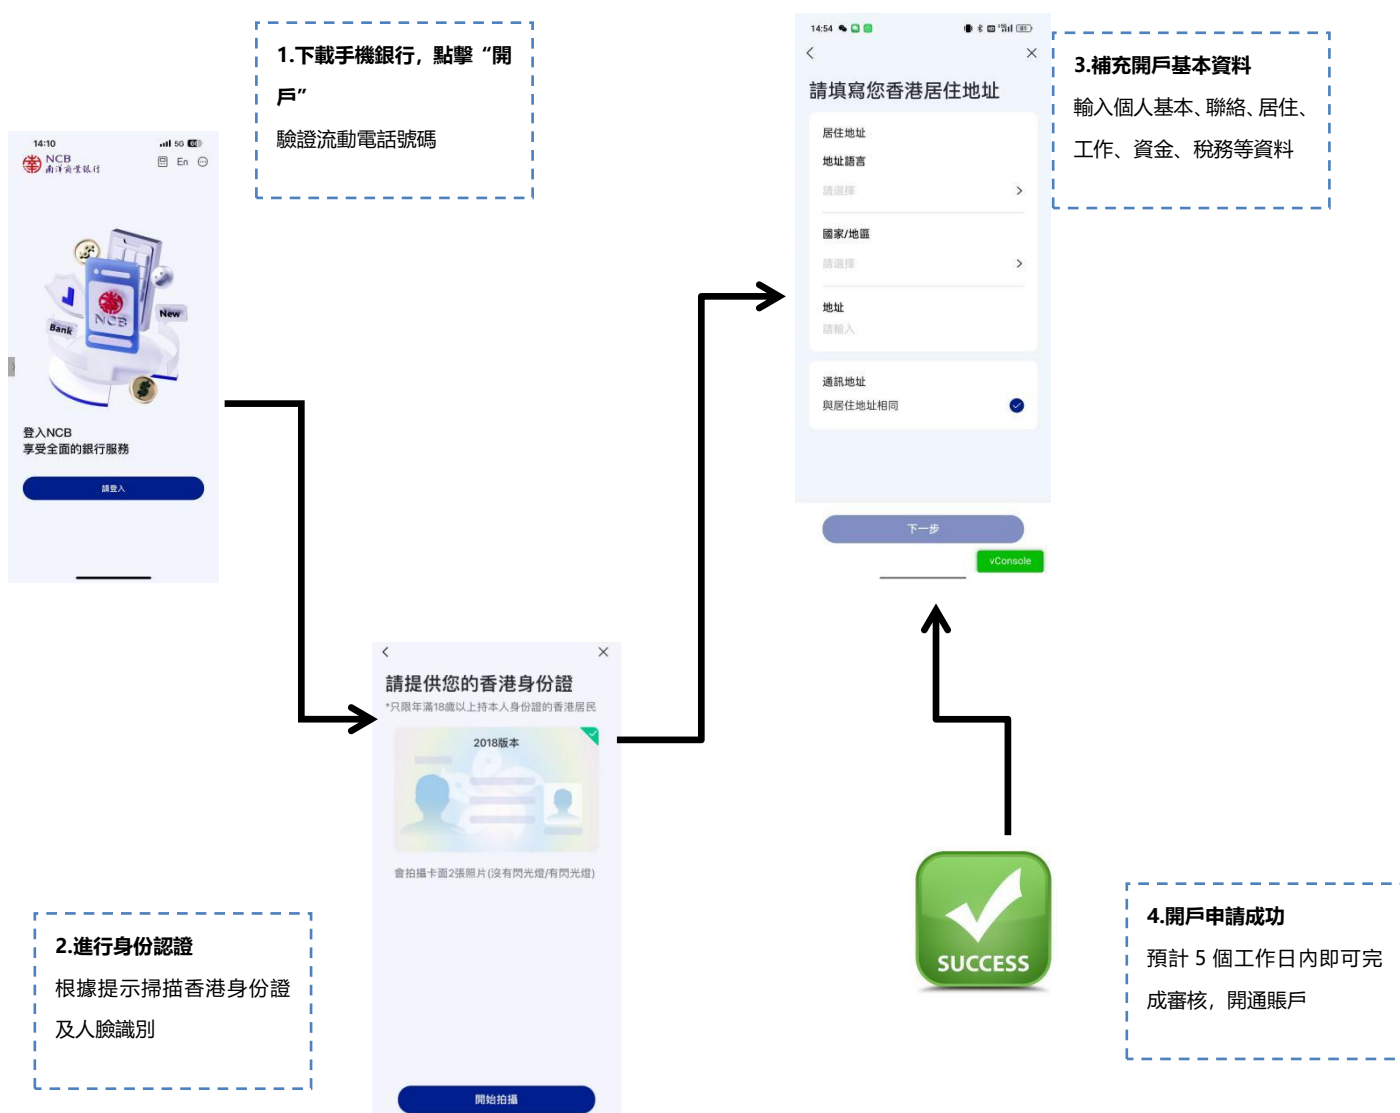 1.下載手機銀行，點擊“開
戶”
驗證流動電話號碼
14:10
5G
NCB
南洋商業銀行
En
Bank
NCB
New
登入NCB
享受全面的銀行服務
請登入
2.進行身份認證
根據提示掃描香港身份證
及人臉識別
請提供您的香港身份證
*只限年滿18歲以上持本人身份證的香港居民
2018版本
會拍攝卡面2張照片(沒有閃光燈/有閃光燈)
開始拍攝
14:54
請填寫您香港居住地址
居住地址
地址語言
請選擇
國家/地區
請選擇
地址
請輸入
通訊地址
與居住地址相同
下一步
vConsole
3.補充開戶基本資料
輸入個人基本、聯絡、居住、
工作、資金、稅務等資料
SUCCESS
4.開戶申請成功
預計 5 個工作日內即可完
成審核，開通賬戶